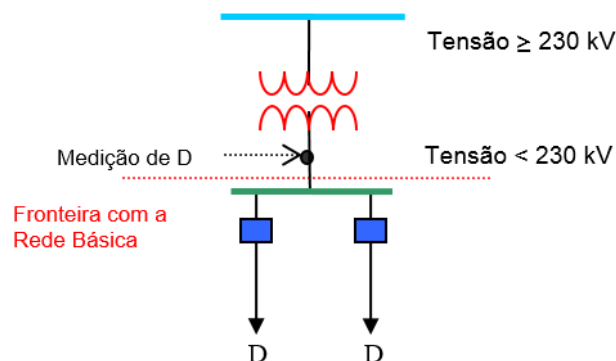 Tensão ≥ 230 kV
Medição de D
Tensão < 230 kV
Fronteira com a
Rede Básica
D
D